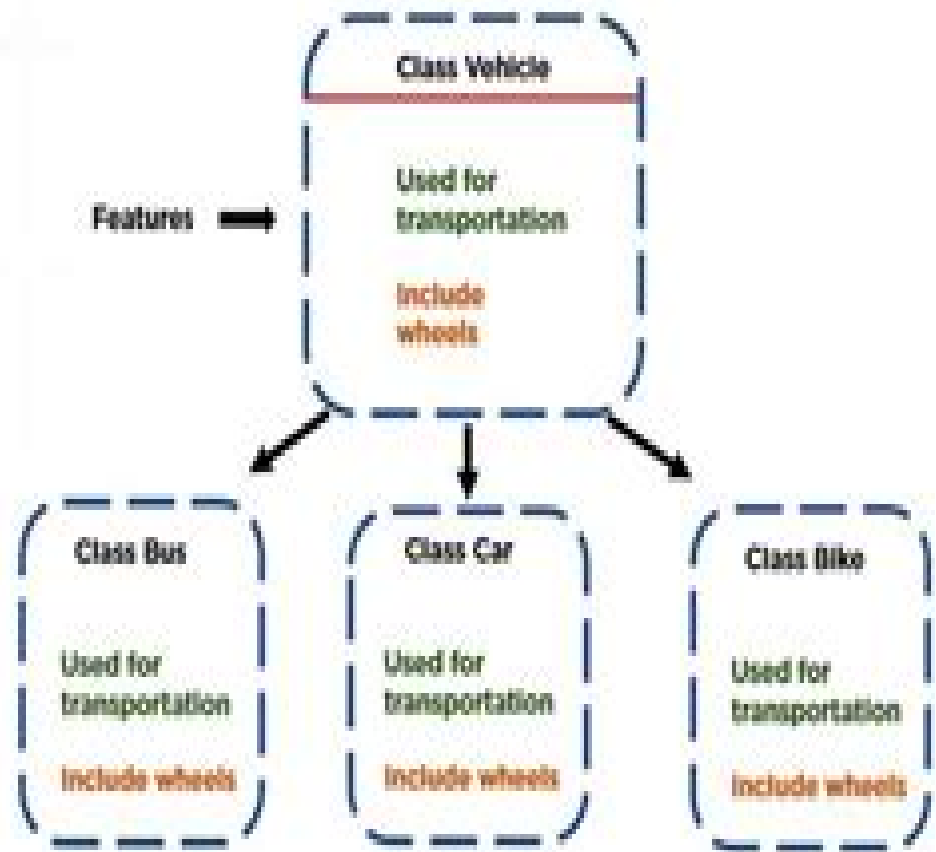 Class Vehicle
Features
Used for
transportation
Include
wheels
Class Bus
Used for
transportation
Include wheels
Class Car
Used for
transportation
Include wheels
Class Bike
Used for
transportation
Include wheels